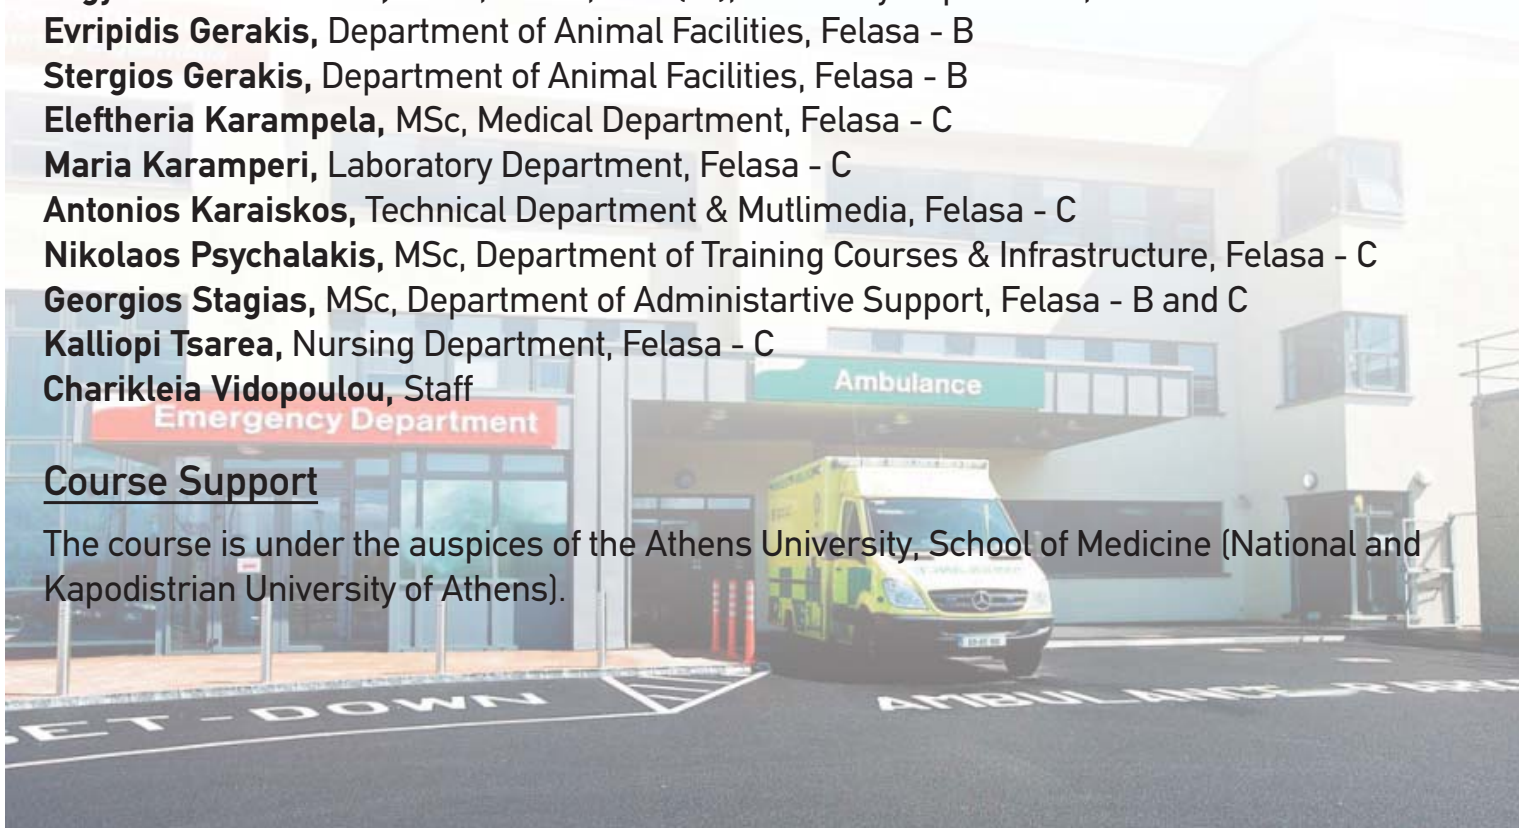 Evripidis Gerakis, Department of Animal Facilities, Felasa - B
Stergios Gerakis, Department of Animal Facilities, Felasa - B
Eleftheria Karampela, MSc, Medical Department, Felasa - C
Maria Karamperi, Laboratory Department, Felasa - C
Antonios Karaiskos, Technical Department & Mutlimedia, Felasa - C
Nikolaos Psychalakis, MSc, Department of Training Courses & Infrastructure, Felasa - C
Georgios Stagias, MSc, Department of Administartive Support, Felasa - B and C
Kalliopi Tsarea, Nursing Department, Felasa - C
Charikleia Vidopoulou, Staff
Ambulance
Emergency Department
Course Support
The course is under the auspices of the Athens University, School of Medicine (National and
Kapodistrian University of Athens).
SET-DOWN
AMBULANCE